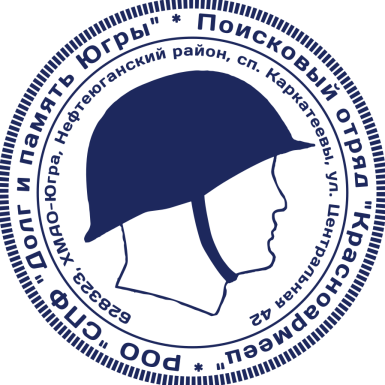 Поисковый отряд "Красноармеец" * РОО "СПФ "Долг и память Югры" *
628323, ХМАО-Югра, Нефтеюганский район, сп. Каркатеевы, ул. Центральная 42